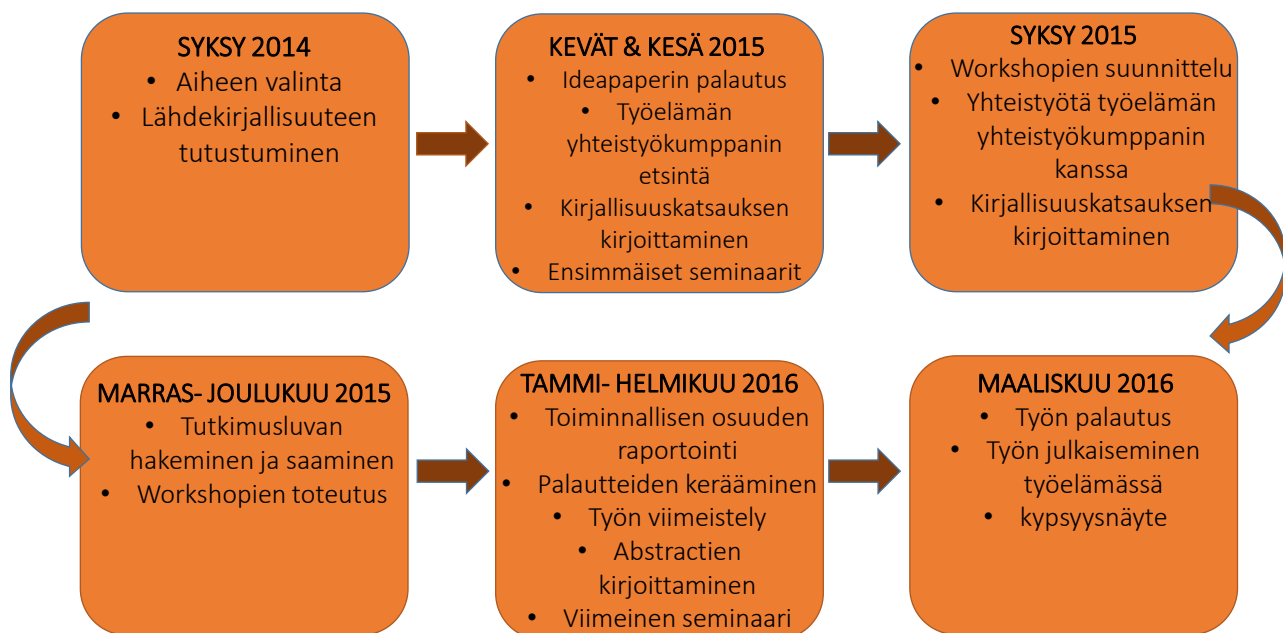 SYKSY 2014
• Aiheen valinta
• Lähdekirjallisuuteen
tutustuminen
KEVÄT & KESÄ 2015
• Ideapaperin palautus
• Työelämän
yhteistyökumppanin
etsintä
• Kirjallisuuskatsauksen
kirjoittaminen
• Ensimmäiset seminaarit
SYKSY 2015
• Workshopien suunnittelu
• Yhteistyötä työelämän
yhteistyökumppanin
kanssa
• Kirjallisuuskatsauksen
kirjoittaminen
MARRAS- JOULUKUU 2015
• Tutkimusluvan
hakeminen ja saaminen
• Workshopien toteutus
TAMMI- HELMIKUU 2016
• Toiminnallisen osuuden
raportointi
• Palautteiden kerääminen
• Työn viimeistely
• Abstractien
kirjoittaminen
• Viimeinen seminaari
MAALISKUU 2016
• Työn palautus
• Työn julkaiseminen
työelämässä
• kypsyysnäyte